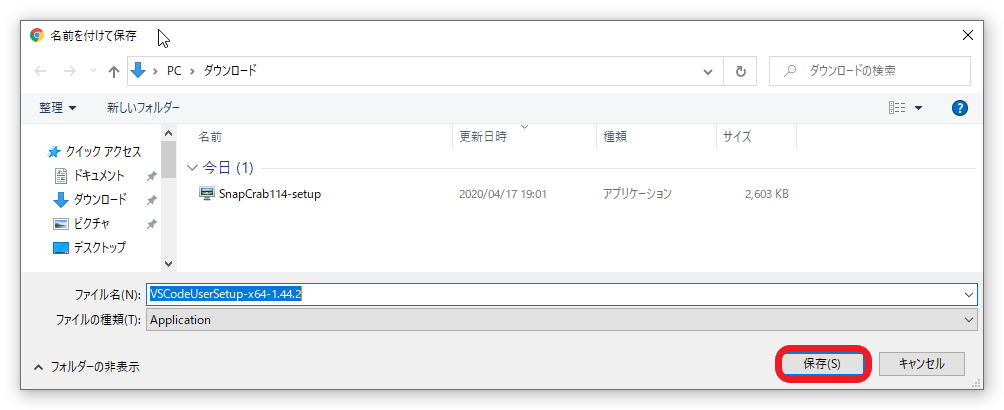 名前を付けて保存
PC ダウンロード
ダウンロードの検索
整理 新しいフォルダー
クイック アクセス
ドキュメント
ダウンロード
ピクチャ
デスクトップ
名前 更新日時 種類 サイズ
今日 (1)
SnapCrab114-setup 2020/04/17 19:01 アプリケーション 2,603 KB
ファイル名(N): VSCodeUserSetup-x64-1.44.2
ファイルの種類(T): Application
フォルダーの非表示
保存(S) キャンセル